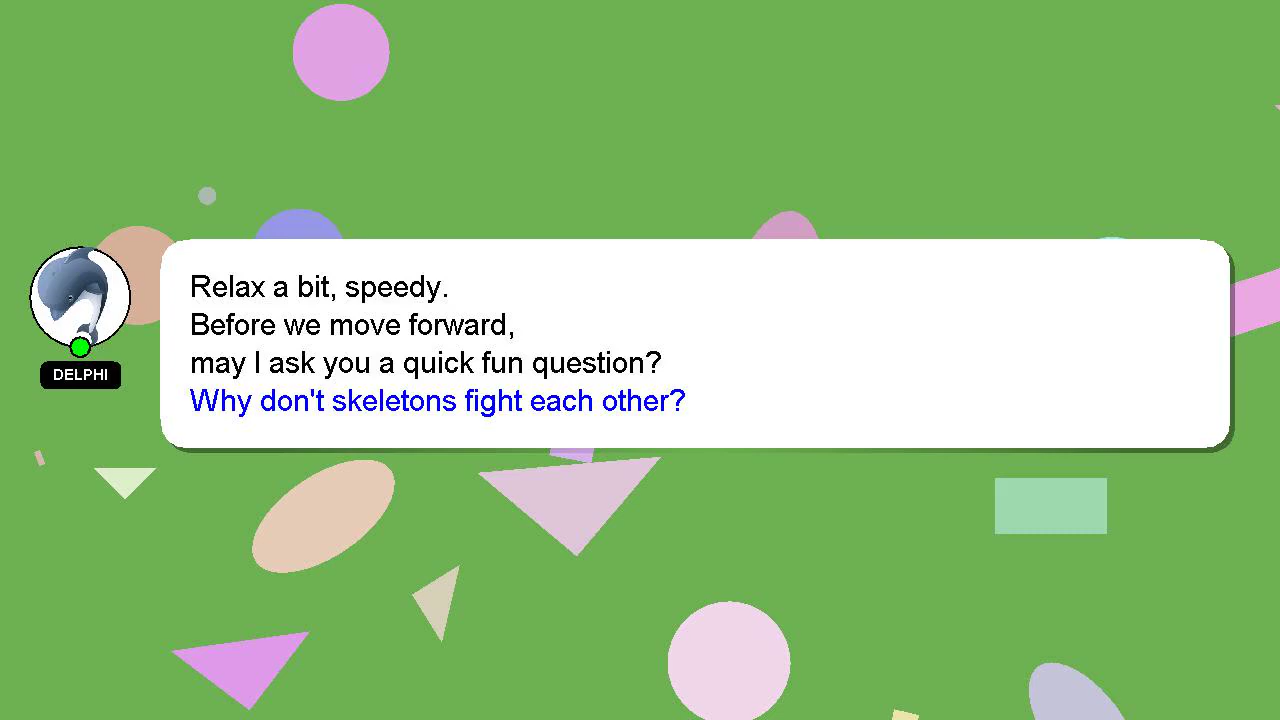 Relax a bit, speedy.
Before we move forward,
may I ask you a quick fun question?
Why don't skeletons fight each other?
DELPHI